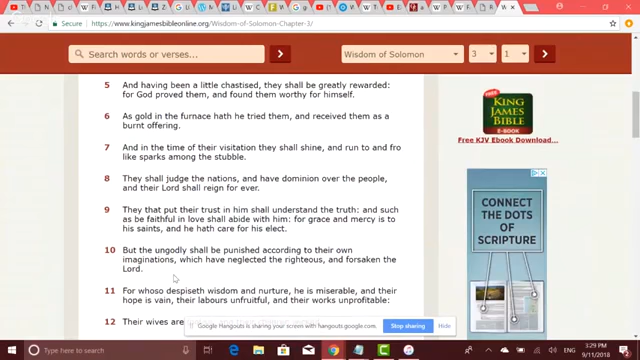 Secure https://www.kingjamesbibleonline.org/Wisdom-of-Solomon-Chapter-3/
Search words or verses...
Wisdom of Solomon
3
1
5 And having been a little chastised, they shall be greatly rewarded:
for God proved them, and found them worthy for himself.
6 As gold in the furnace hath he tried them, and received them as a
burnt offering.
7 And in the time of their visitation they shall shine, and run to and fro
like sparks among the stubble.
8 They shall judge the nations, and have dominion over the people,
and their Lord shall reign for ever.
9 They that put their trust in him shall understand the truth: and such
as be faithful in love shall abide with him: for grace and mercy is to
his saints, and he hath care for his elect.
10 But the ungodly shall be punished according to their own
imaginations, which have neglected the righteous, and forsaken the
Lord.
11 For whoso despiseth wisdom and nurture, he is miserable, and their
hope is vain, their labours unfruitful, and their works unprofitable:
12 Their wives are
FREE
KING
JAMES
BIBLE
E-BOOK
Free KJV Ebook Download...
CONNECT
THE DOTS
OF
SCRIPTURE
Google Hangouts is sharing your screen with hangouts.google.com.
Stop sharing
Hide
Type here to search
3:29 PM
9/11/2018